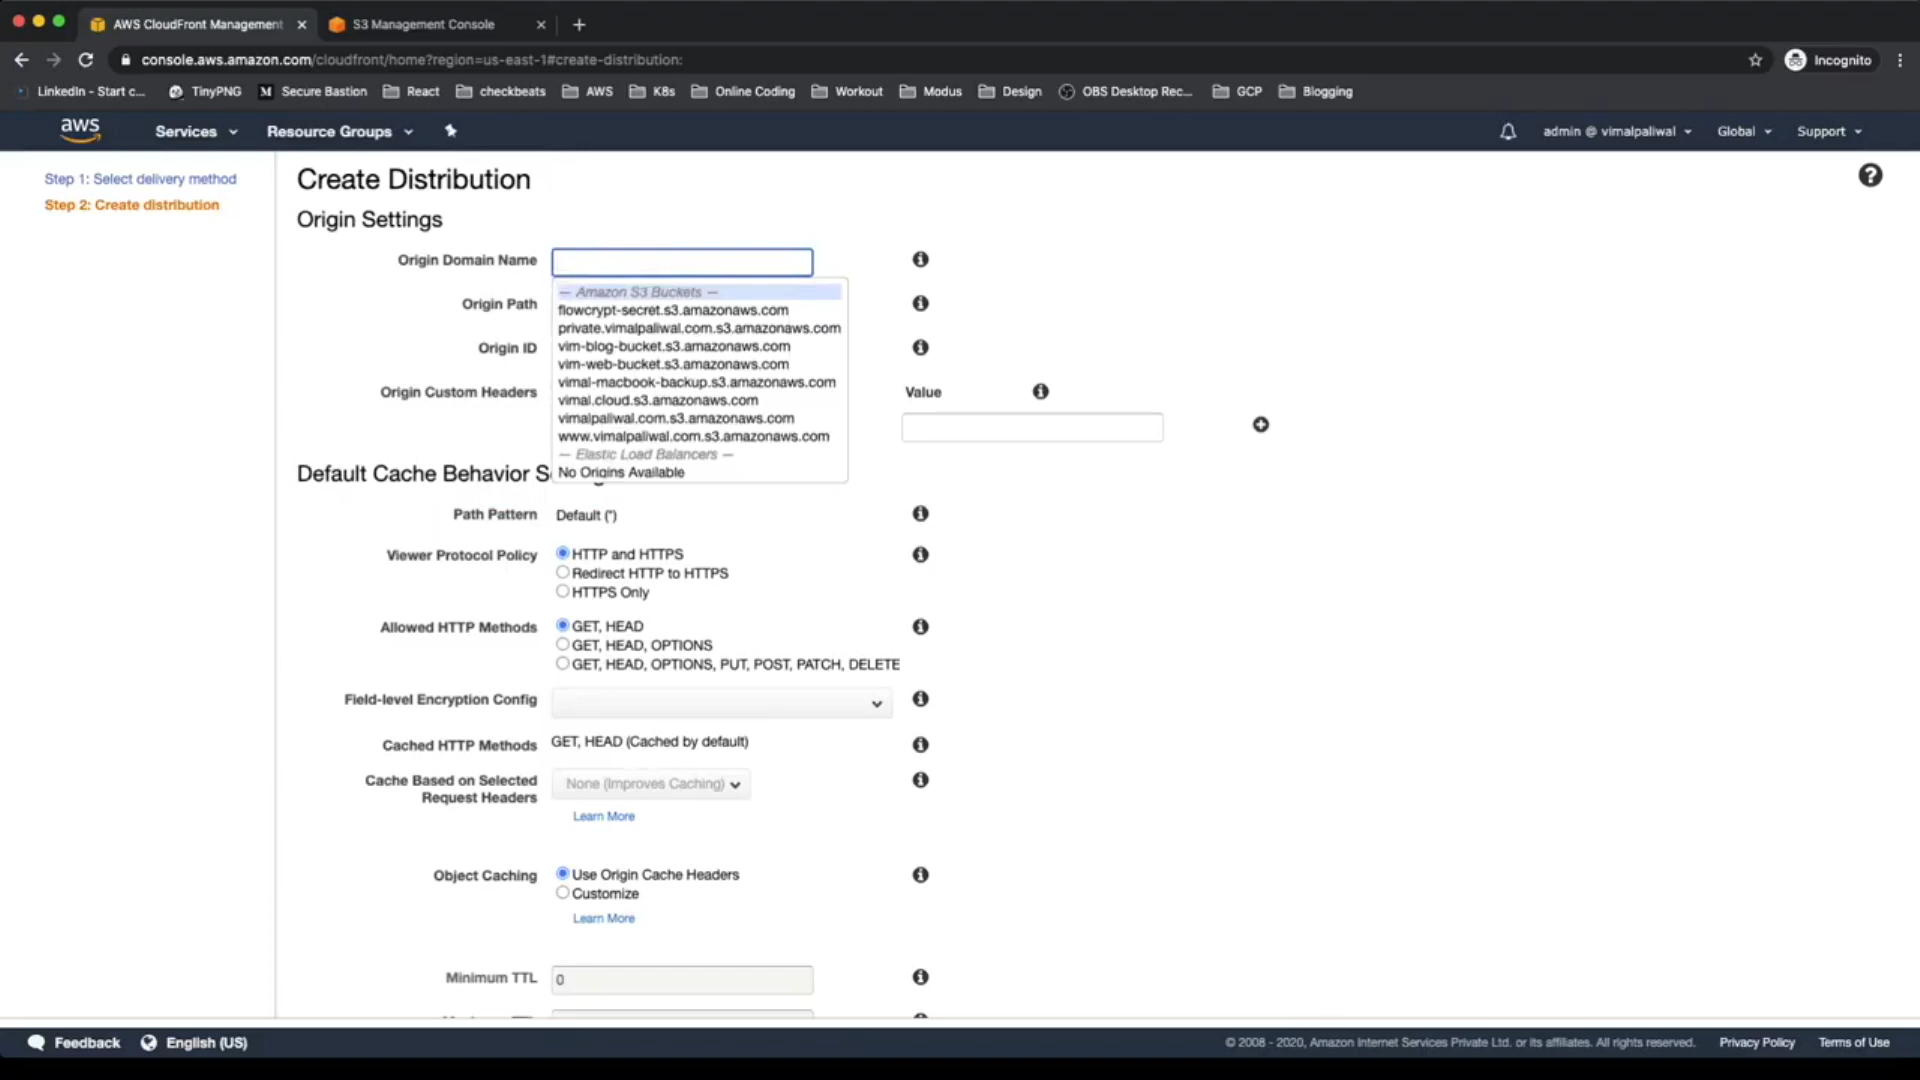 AWS CloudFront Management
S3 Management Console
console.aws.amazon.com/cloudfront/home?region=us-east-1#create-distribution:
Incognito
LinkedIn - Start c...
TinyPNG
M Secure Bastion
React
checkbeats
AWS
K8s
Online Coding
Workout
Modus
Design
OBS Desktop Rec...
GCP
Blogging
aws
Services
Resource Groups
admin @ vimalpaliwal
Global
Support
Step 1: Select delivery method
Step 2: Create distribution
Create Distribution
Origin Settings
Origin Domain Name
— Amazon S3 Buckets —
flowcrypt-secret.s3.amazonaws.com
private.vimalpaliwal.com.s3.amazonaws.com
vim-blog-bucket.s3.amazonaws.com
vim-web-bucket.s3.amazonaws.com
vimal-macbook-backup.s3.amazonaws.com
vimal.cloud.s3.amazonaws.com
vimalpaliwal.com.s3.amazonaws.com
www.vimalpaliwal.com.s3.amazonaws.com
— Elastic Load Balancers —
No Origins Available
Origin Path
Origin ID
Origin Custom Headers
Value
Default Cache Behavior S
Path Pattern
Default (*)
Viewer Protocol Policy
HTTP and HTTPS
Redirect HTTP to HTTPS
HTTPS Only
Allowed HTTP Methods
GET, HEAD
GET, HEAD, OPTIONS
GET, HEAD, OPTIONS, PUT, POST, PATCH, DELETE
Field-level Encryption Config
Cached HTTP Methods
GET, HEAD (Cached by default)
Cache Based on Selected
Request Headers
None (Improves Caching)
Learn More
Object Caching
Use Origin Cache Headers
Customize
Learn More
Minimum TTL
0
Feedback
English (US)
© 2008 - 2020, Amazon Internet Services Private Ltd. or its affiliates. All rights reserved.
Privacy Policy
Terms of Use